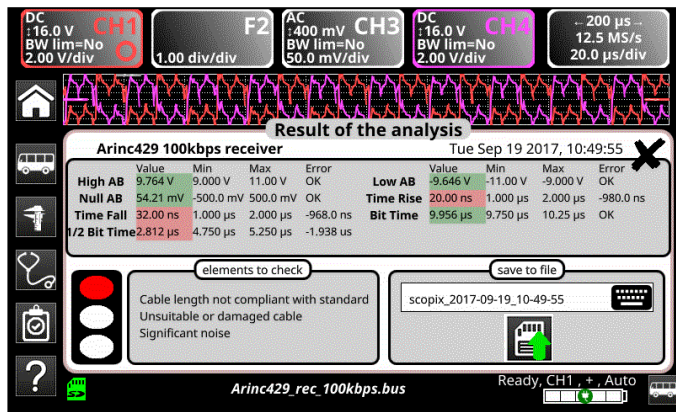 DC
↕16.0 V CH1
BW lim=No
2.00 V/div
F2
1.00 div/div
AC
↕400 mV CH3
BW lim=No
50.0 mV/div
DC
↕16.0 V CH4
BW lim=No
2.00 V/div
←200 µs→
12.5 MS/s
20.0 µs/div
Result of the analysis
Arinc429 100kbps receiver Tue Sep 19 2017, 10:49:55
Value Min Max Error Value Min Max Error
High AB 9.764 V 9.000 V 11.00 V OK Low AB -9.646 V -11.00 V -9.000 V OK
Null AB 54.21 mV -500.0 mV 500.0 mV OK Time Rise 20.00 ns 1.000 µs 2.000 µs -980.0 ns
Time Fall 32.00 ns 1.000 µs 2.000 µs -968.0 ns Bit Time 9.956 µs 9.750 µs 10.25 µs OK
1/2 Bit Time 2.812 µs 4.750 µs 5.250 µs -1.938 us
elements to check
Cable length not compliant with standard
Unsuitable or damaged cable
Significant noise
save to file
scopix_2017-09-19_10-49-55
?
Arinc429_rec_100kbps.bus
Ready, CH1 , + , Auto